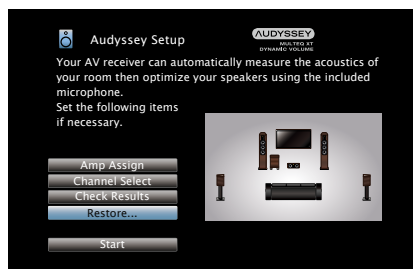 Audyssey Setup
AUDYSSEY
MULTEQ XT
DYNAMIC VOLUME
Your AV receiver can automatically measure the acoustics of
your room then optimize your speakers using the included
microphone.
Set the following items
if necessary.
Amp Assign
Channel Select
Check Results
Restore...
Start